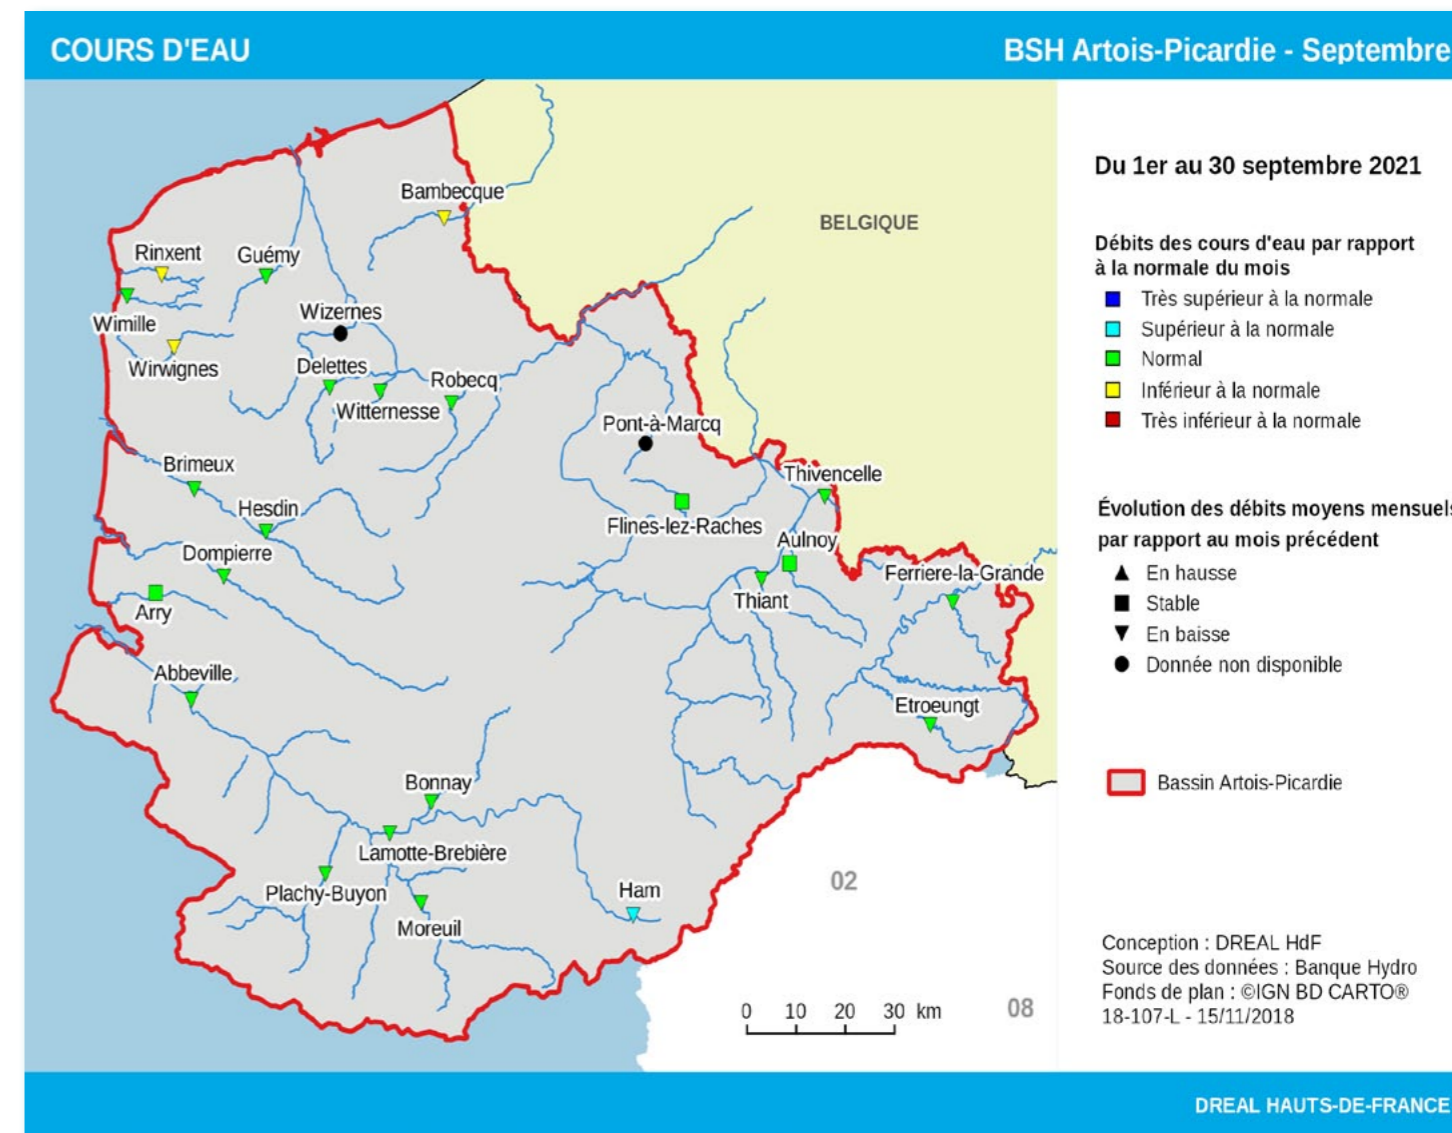 COURS D'EAU
BSH Artois-Picardie - Septembre
Du 1er au 30 septembre 2021
Débits des cours d'eau par rapport
à la normale du mois
Très supérieur à la normale
Supérieur à la normale
Normal
Inférieur à la normale
Très inférieur à la normale
Évolution des débits moyens mensuels
par rapport au mois précédent
En hausse
Stable
En baisse
Donnée non disponible
Bassin Artois-Picardie
Conception : DREAL HdF
Source des données : Banque Hydro
Fonds de plan : ©IGN BD CARTO®
18-107-L - 15/11/2018
BELGIQUE
Bambecque
Rinxent
Guémy
Wizernes
Wimille
Wirwignes
Delettes
Robecq
Witternesse
Pont-à-Marcq
Brimeux
Thivencelle
Hesdin
Flines-lez-Raches
Aulnoy
Dompierre
Ferriere-la-Grande
Thiant
Arry
Abbeville
Etroeungt
Bonnay
Lamotte-Brebière
02
Plachy-Buyon
Ham
Moreuil
0 10 20 30 km
08
DREAL HAUTS-DE-FRANCE